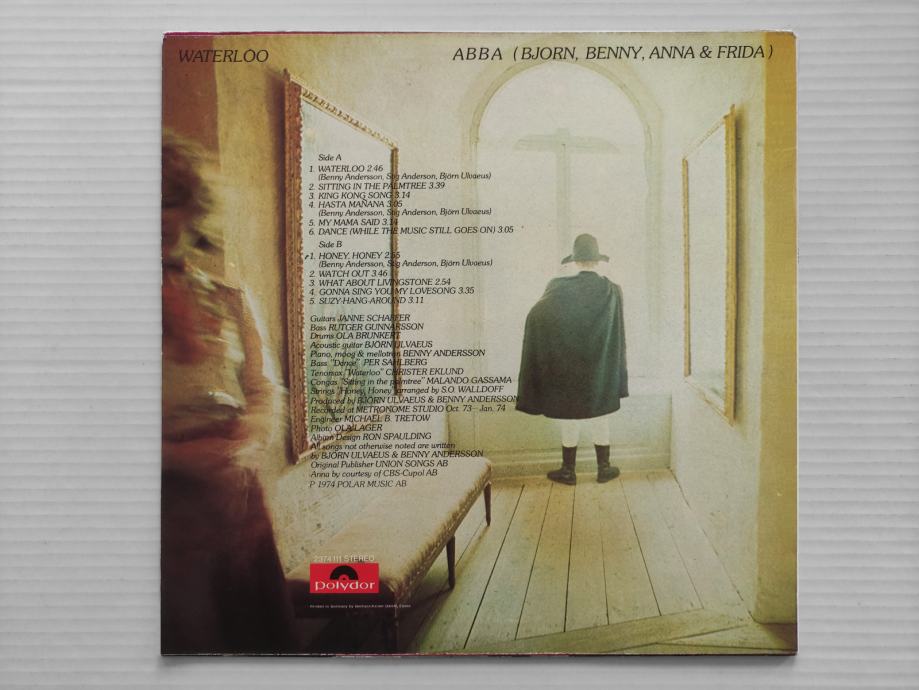 WATERLOO
ABBA (BJORN, BENNY, ANNA & FRIDA)
Side A
1. WATERLOO 2.46
(Benny Andersson, Stig Anderson, Björn Ulvaeus)
2. SITTING IN THE PALMTREE 3.39
3. KING KONG SONG 3.14
4. HASTA MAÑANA 3.05
(Benny Andersson, Stig Anderson, Björn Ulvaeus)
5. MY MAMA SAID 3.14
6. DANCE (WHILE THE MUSIC STILL GOES ON) 3.05
Side B
1. HONEY, HONEY 2.55
(Benny Andersson, Stig Anderson, Björn Ulvaeus)
2. WATCH OUT 3.46
3. WHAT ABOUT LIVINGSTONE 2.54
4. GONNA SING YOU MY LOVESONG 3.35
5. SUZY-HANG-AROUND 3.11
Guitars JANNE SCHAFFER
Bass RUTGER GUNNARSSON
Drums OLA BRUNKERT
Acoustic guitar BJÖRN ULVAEUS
Piano, moog & mellotron BENNY ANDERSSON
Bass "Dance" PER SAHLBERG
Tenorsax "Waterloo" CHRISTER EKLUND
Congas "Sitting in the palmtree" MALANDO GASSAMA
Strings "Honey, Honey" arranged by S.O. WALLDOFF
Produced by BJÖRN ULVAEUS & BENNY ANDERSSON
Recorded at METRONOME STUDIO Oct. 73 – Jan. 74
Engineer MICHAEL B. TRETOW
Photo OLA LAGER
Album Design RON SPAULDING
All songs not otherwise noted are written
by BJÖRN ULVAEUS & BENNY ANDERSSON
Original Publisher UNION SONGS AB
Anna by courtesy of CBS-Cupol AB
P 1974 POLAR MUSIC AB
2374 111 STEREO
polydor
Printed in Germany by